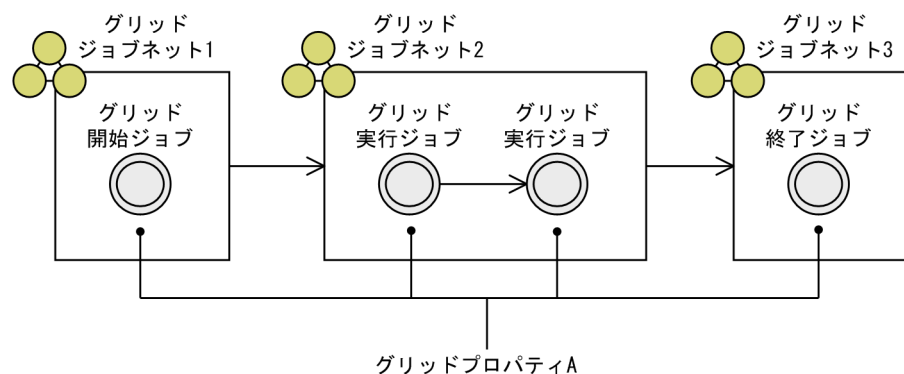 グリッド
ジョブネット1
グリッド
ジョブネット2
グリッド
ジョブネット3
グリッド
開始ジョブ
グリッド
実行ジョブ
グリッド
実行ジョブ
グリッド
終了ジョブ
グリッドプロパティA